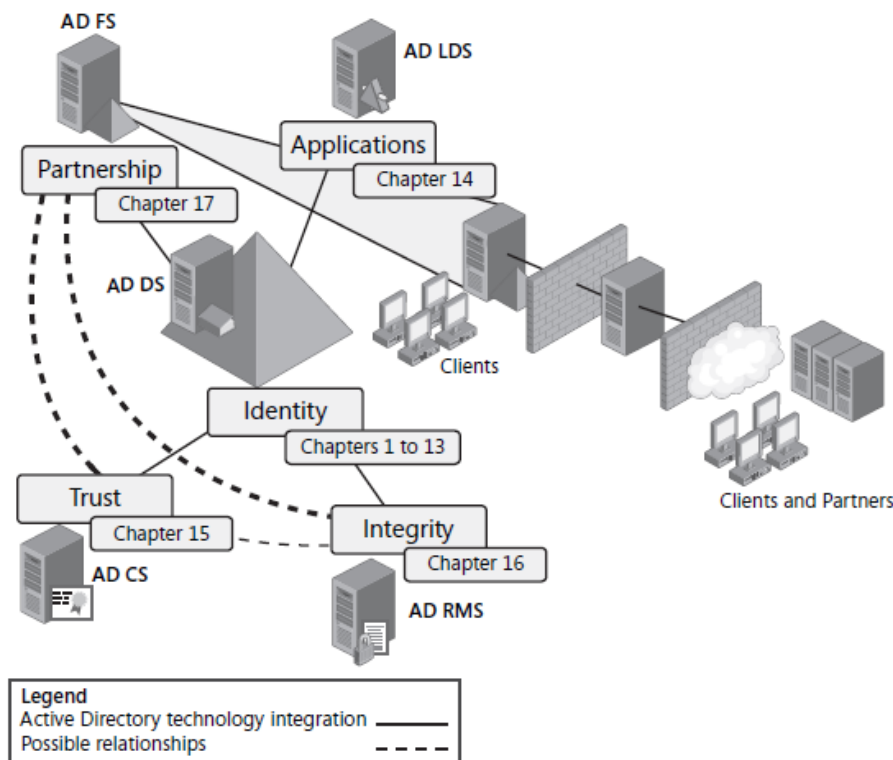 AD FS
AD LDS
Applications
Chapter 14
Partnership
Chapter 17
AD DS
Clients
Identity
Chapters 1 to 13
Clients and Partners
Trust
Chapter 15
Integrity
Chapter 16
AD CS
AD RMS
Legend
Active Directory technology integration
Possible relationships